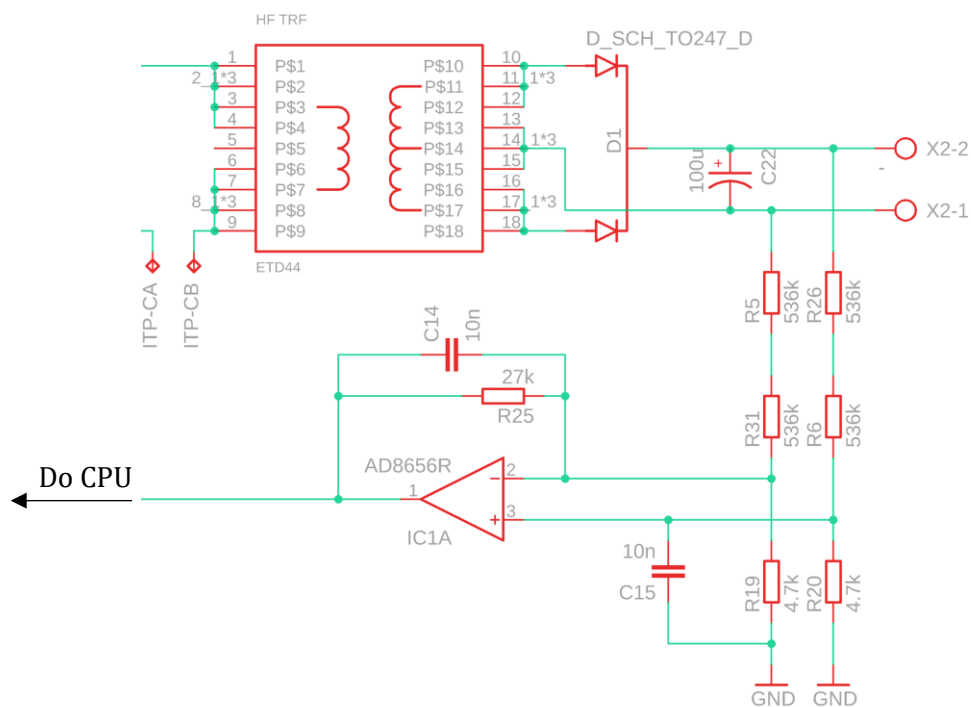 HF TRF
D_SCH_TO247_D
1 P$1 P$10 10
2 1*3 P$2 P$11 11 1*3
3 P$3 P$12 12
4 P$4 P$13 13
5 P$5 P$14 14 1*3
6 P$6 P$15 15
7 P$7 P$16 16
8 1*3 P$8 P$17 17 1*3
9 P$9 P$18 18
ETD44
D1
100u
+
C22
X2-2
-
X2-1
ITP-CA
ITP-CB
R5
536k
R26
536k
C14
10n
27k
R25
R31
536k
R6
536k
Do CPU
AD8656R
1
2
-
3
+
IC1A
10n
C15
R19
4.7k
R20
4.7k
GND
GND